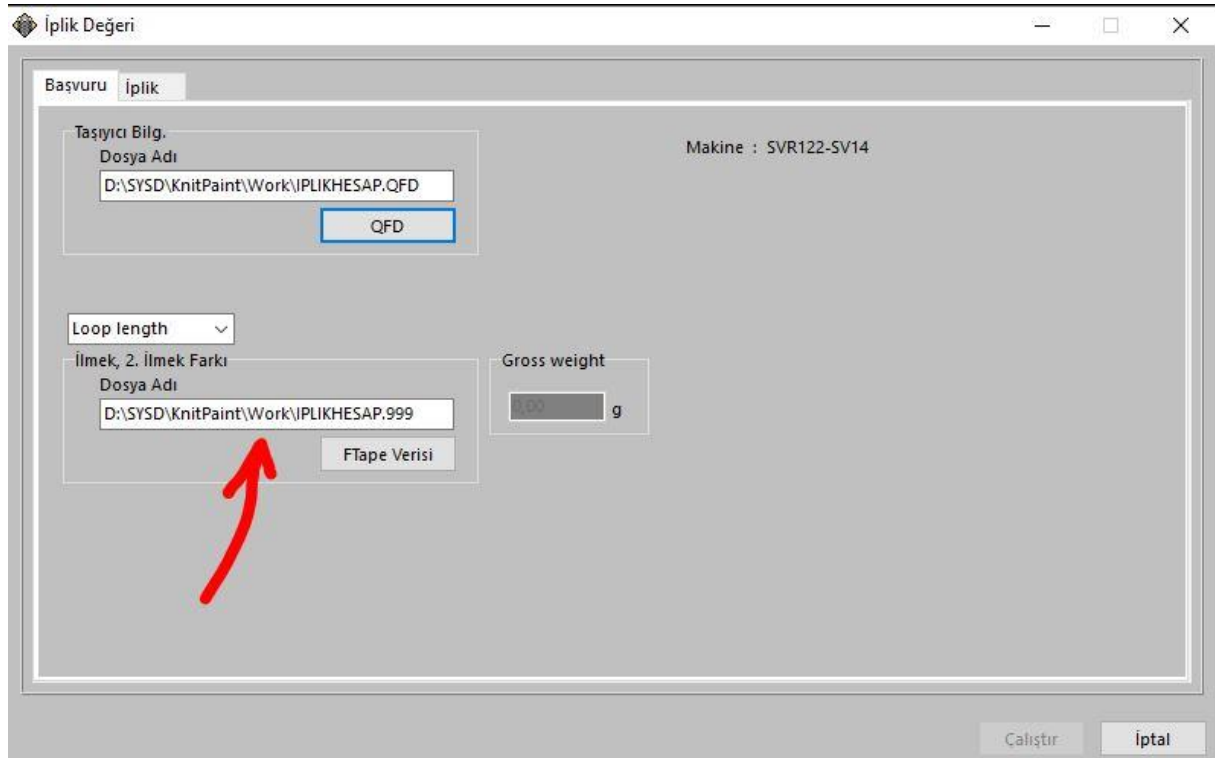 İplik Değeri
Başvuru İplik
Taşıyıcı Bilg.
Dosya Adı
D:\SYSD\KnitPaint\Work\IPLIKHESAP.QFD
QFD
Makine : SVR122-SV14
Loop length
İlmek, 2. İlmek Farkı
Dosya Adı
D:\SYSD\KnitPaint\Work\IPLIKHESAP.999
FTape Verisi
Gross weight
0,00 g
Çalıştır İptal